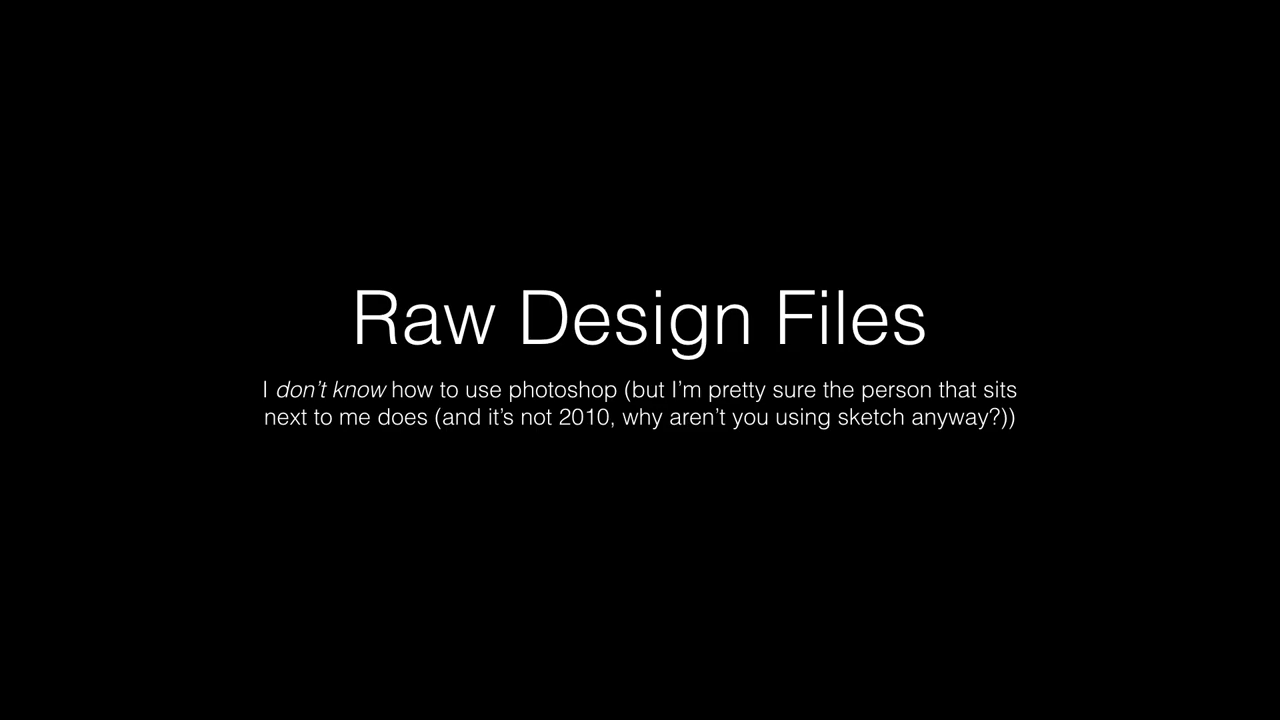 Raw Design Files
I don’t know how to use photoshop (but I’m pretty sure the person that sits
next to me does (and it’s not 2010, why aren’t you using sketch anyway?))